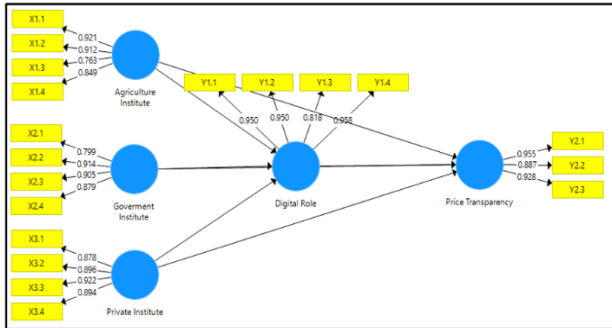 X1.1
X1.2
X1.3
X1.4
0.921
0.912
0.763
0.849
Agriculture
Institute
Y1.1
Y1.2
Y1.3
Y1.4
0.950
0.950
0.818
0.958
X2.1
X2.2
X2.3
X2.4
0.799
0.914
0.905
0.879
Goverment
Institute
Digital Role
Price Transparency
0.955
0.887
0.928
Y2.1
Y2.2
Y2.3
X3.1
X3.2
X3.3
X3.4
0.878
0.896
0.922
0.894
Private Institute